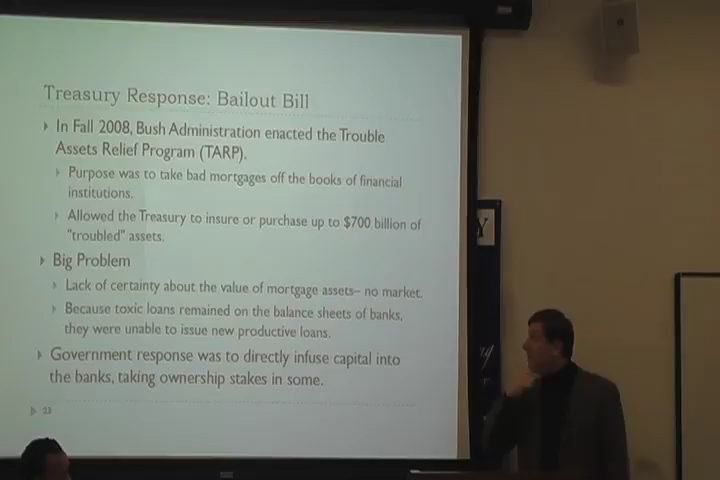 Treasury Response: Bailout Bill
In Fall 2008, Bush Administration enacted the Trouble
Assets Relief Program (TARP).
Purpose was to take bad mortgages off the books of financial
institutions.
Allowed the Treasury to insure or purchase up to $700 billion of
"troubled" assets.
Big Problem
Lack of certainty about the value of mortgage assets– no market.
Because toxic loans remained on the balance sheets of banks,
they were unable to issue new productive loans.
Government response was to directly infuse capital into
the banks, taking ownership stakes in some.
22
Y